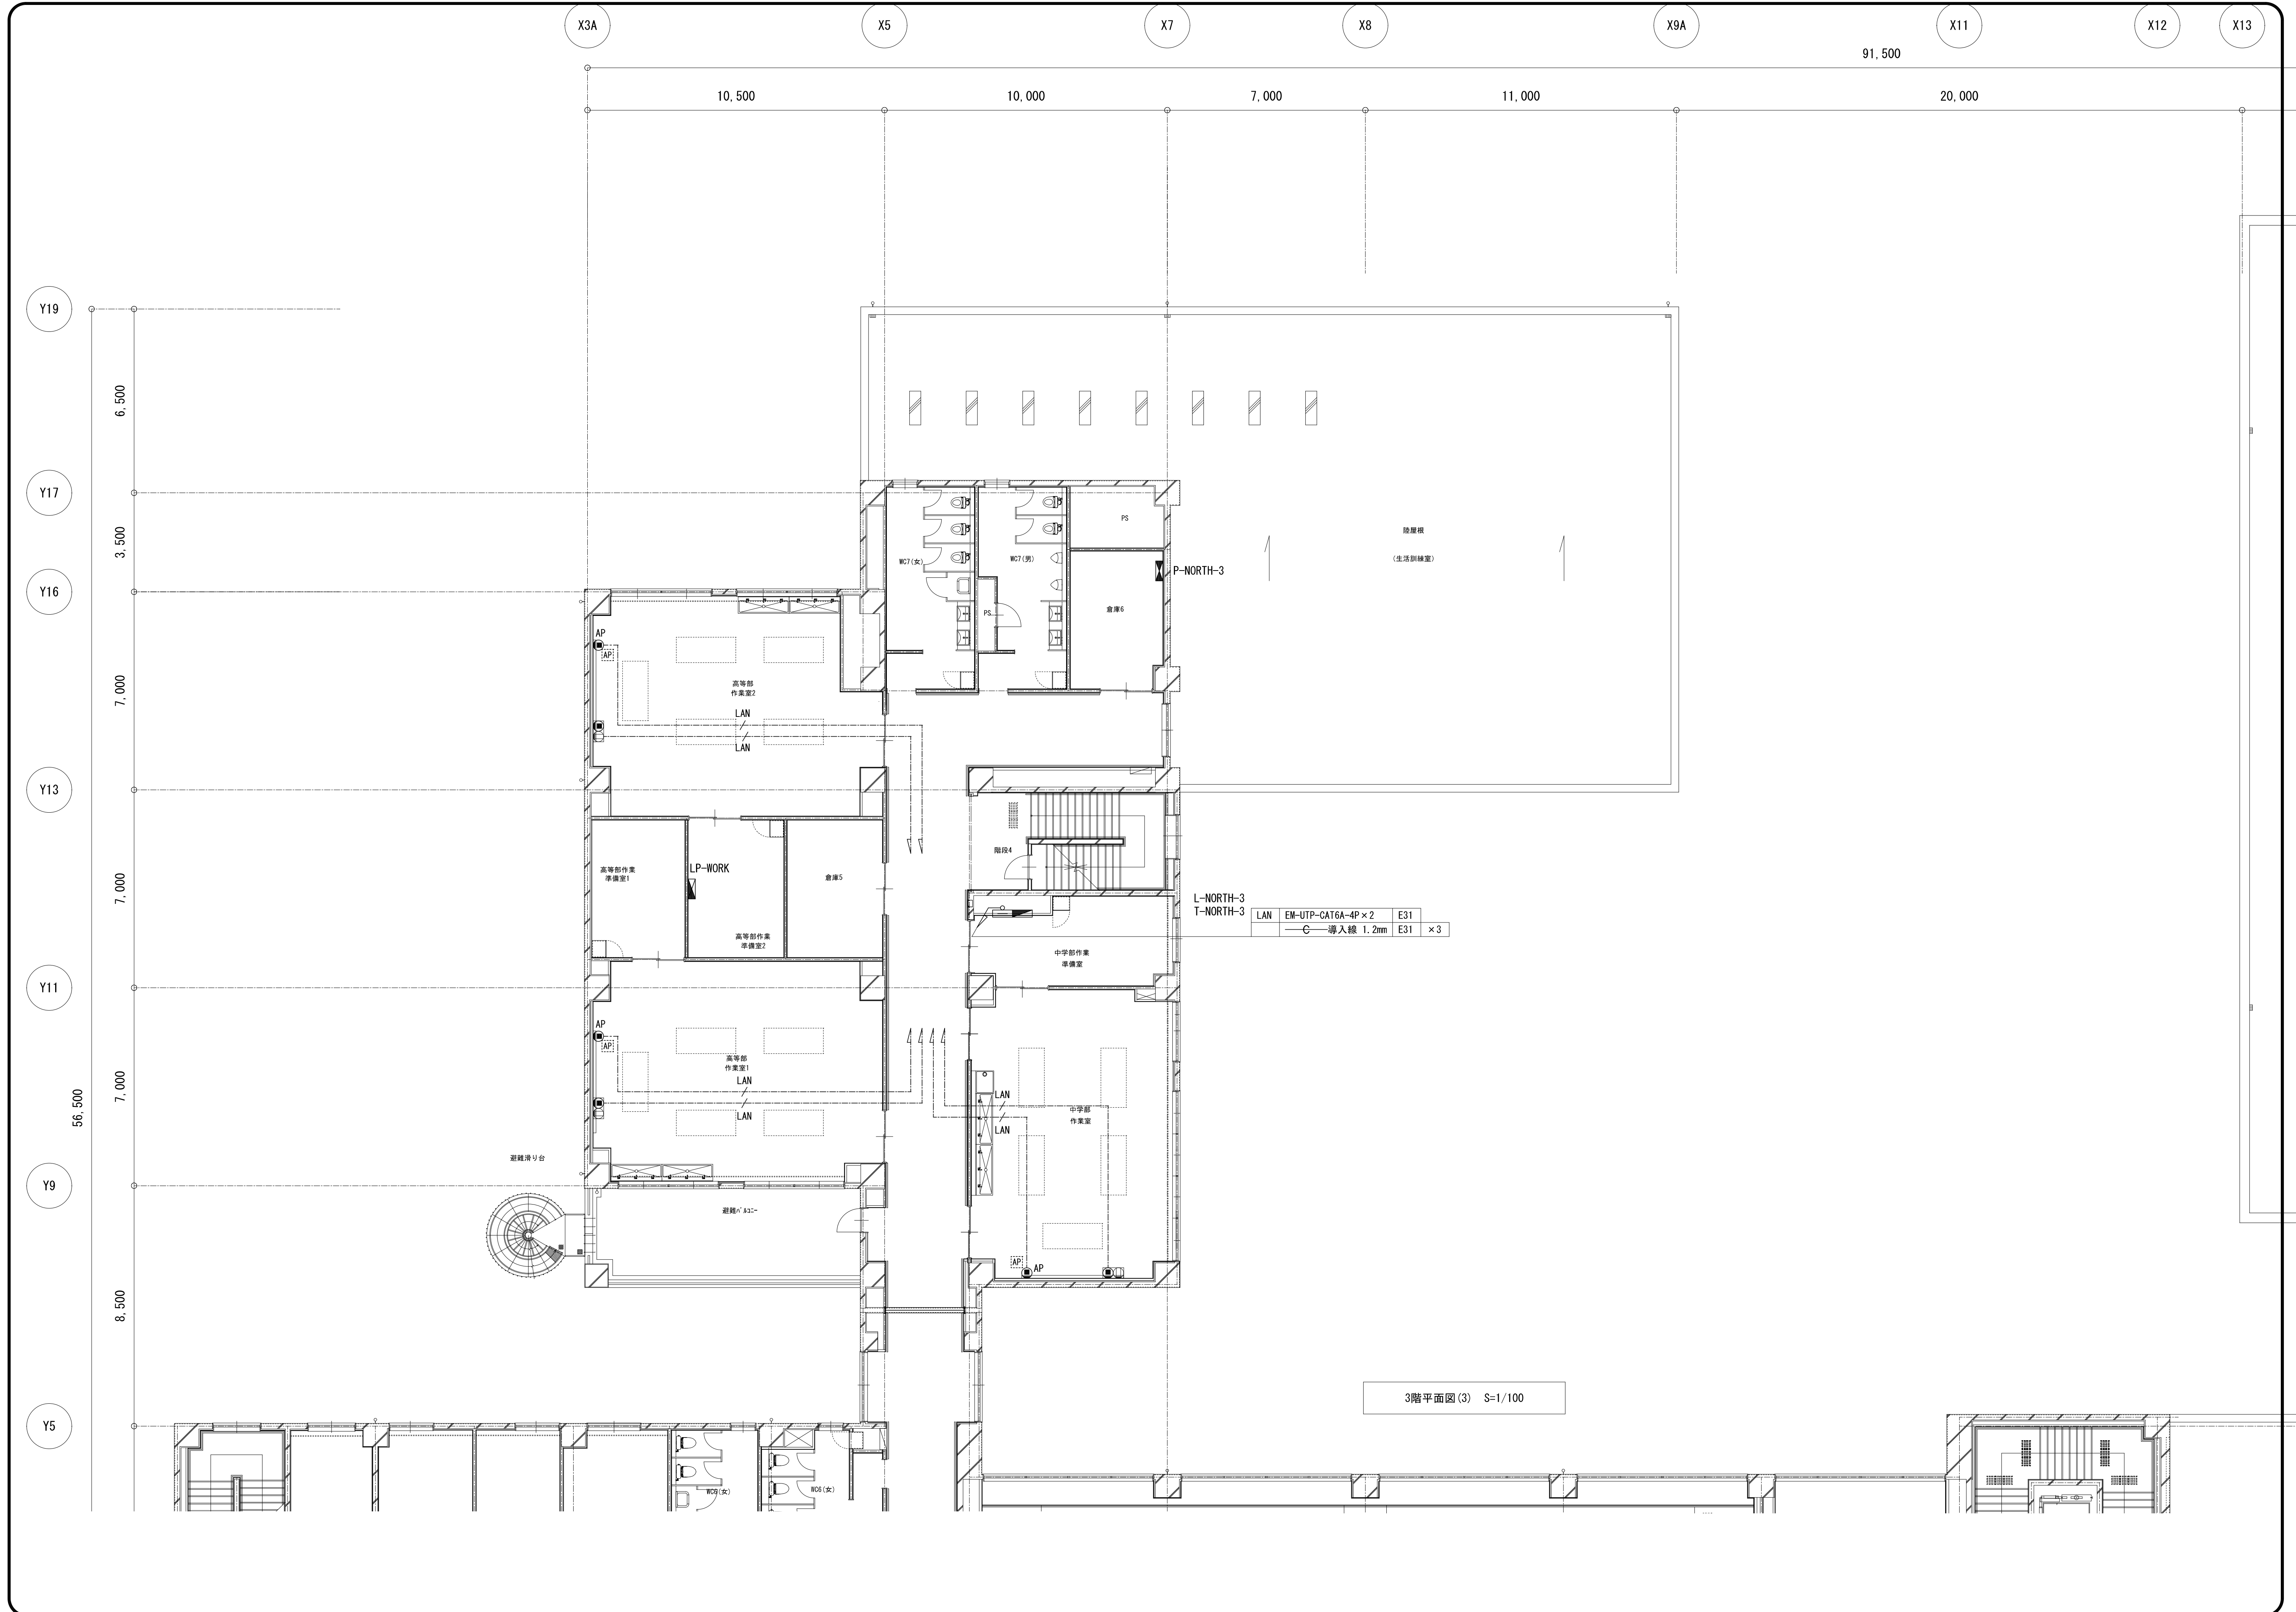 X3A
X5
X7
X8
X9A
X11
X12
X13
91,500
10,500
10,000
7,000
11,000
20,000
Y19
6,500
Y17
3,500
PS
陸屋根
(生活訓練室)
WC7(女)
WC7(男)
P-NORTH-3
Y16
倉庫6
PS
AP
AP
7,000
高等部
作業室2
LAN
LAN
Y13
階段4
高等部作業
準備室1
LP-WORK
倉庫5
7,000
L-NORTH-3
T-NORTH-3
LAN EM-UTP-CAT6A-4P×2 E31
C 導入線 1.2mm E31 ×3
高等部作業
準備室2
中学部作業
準備室
Y11
AP
AP
高等部
作業室1
LAN
LAN
7,000
56,500
LAN
LAN
中学部
作業室
避難滑り台
Y9
避難バルコニー
AP
AP
8,500
3階平面図(3) S=1/100
Y5
WC6(女)
WC6(女)